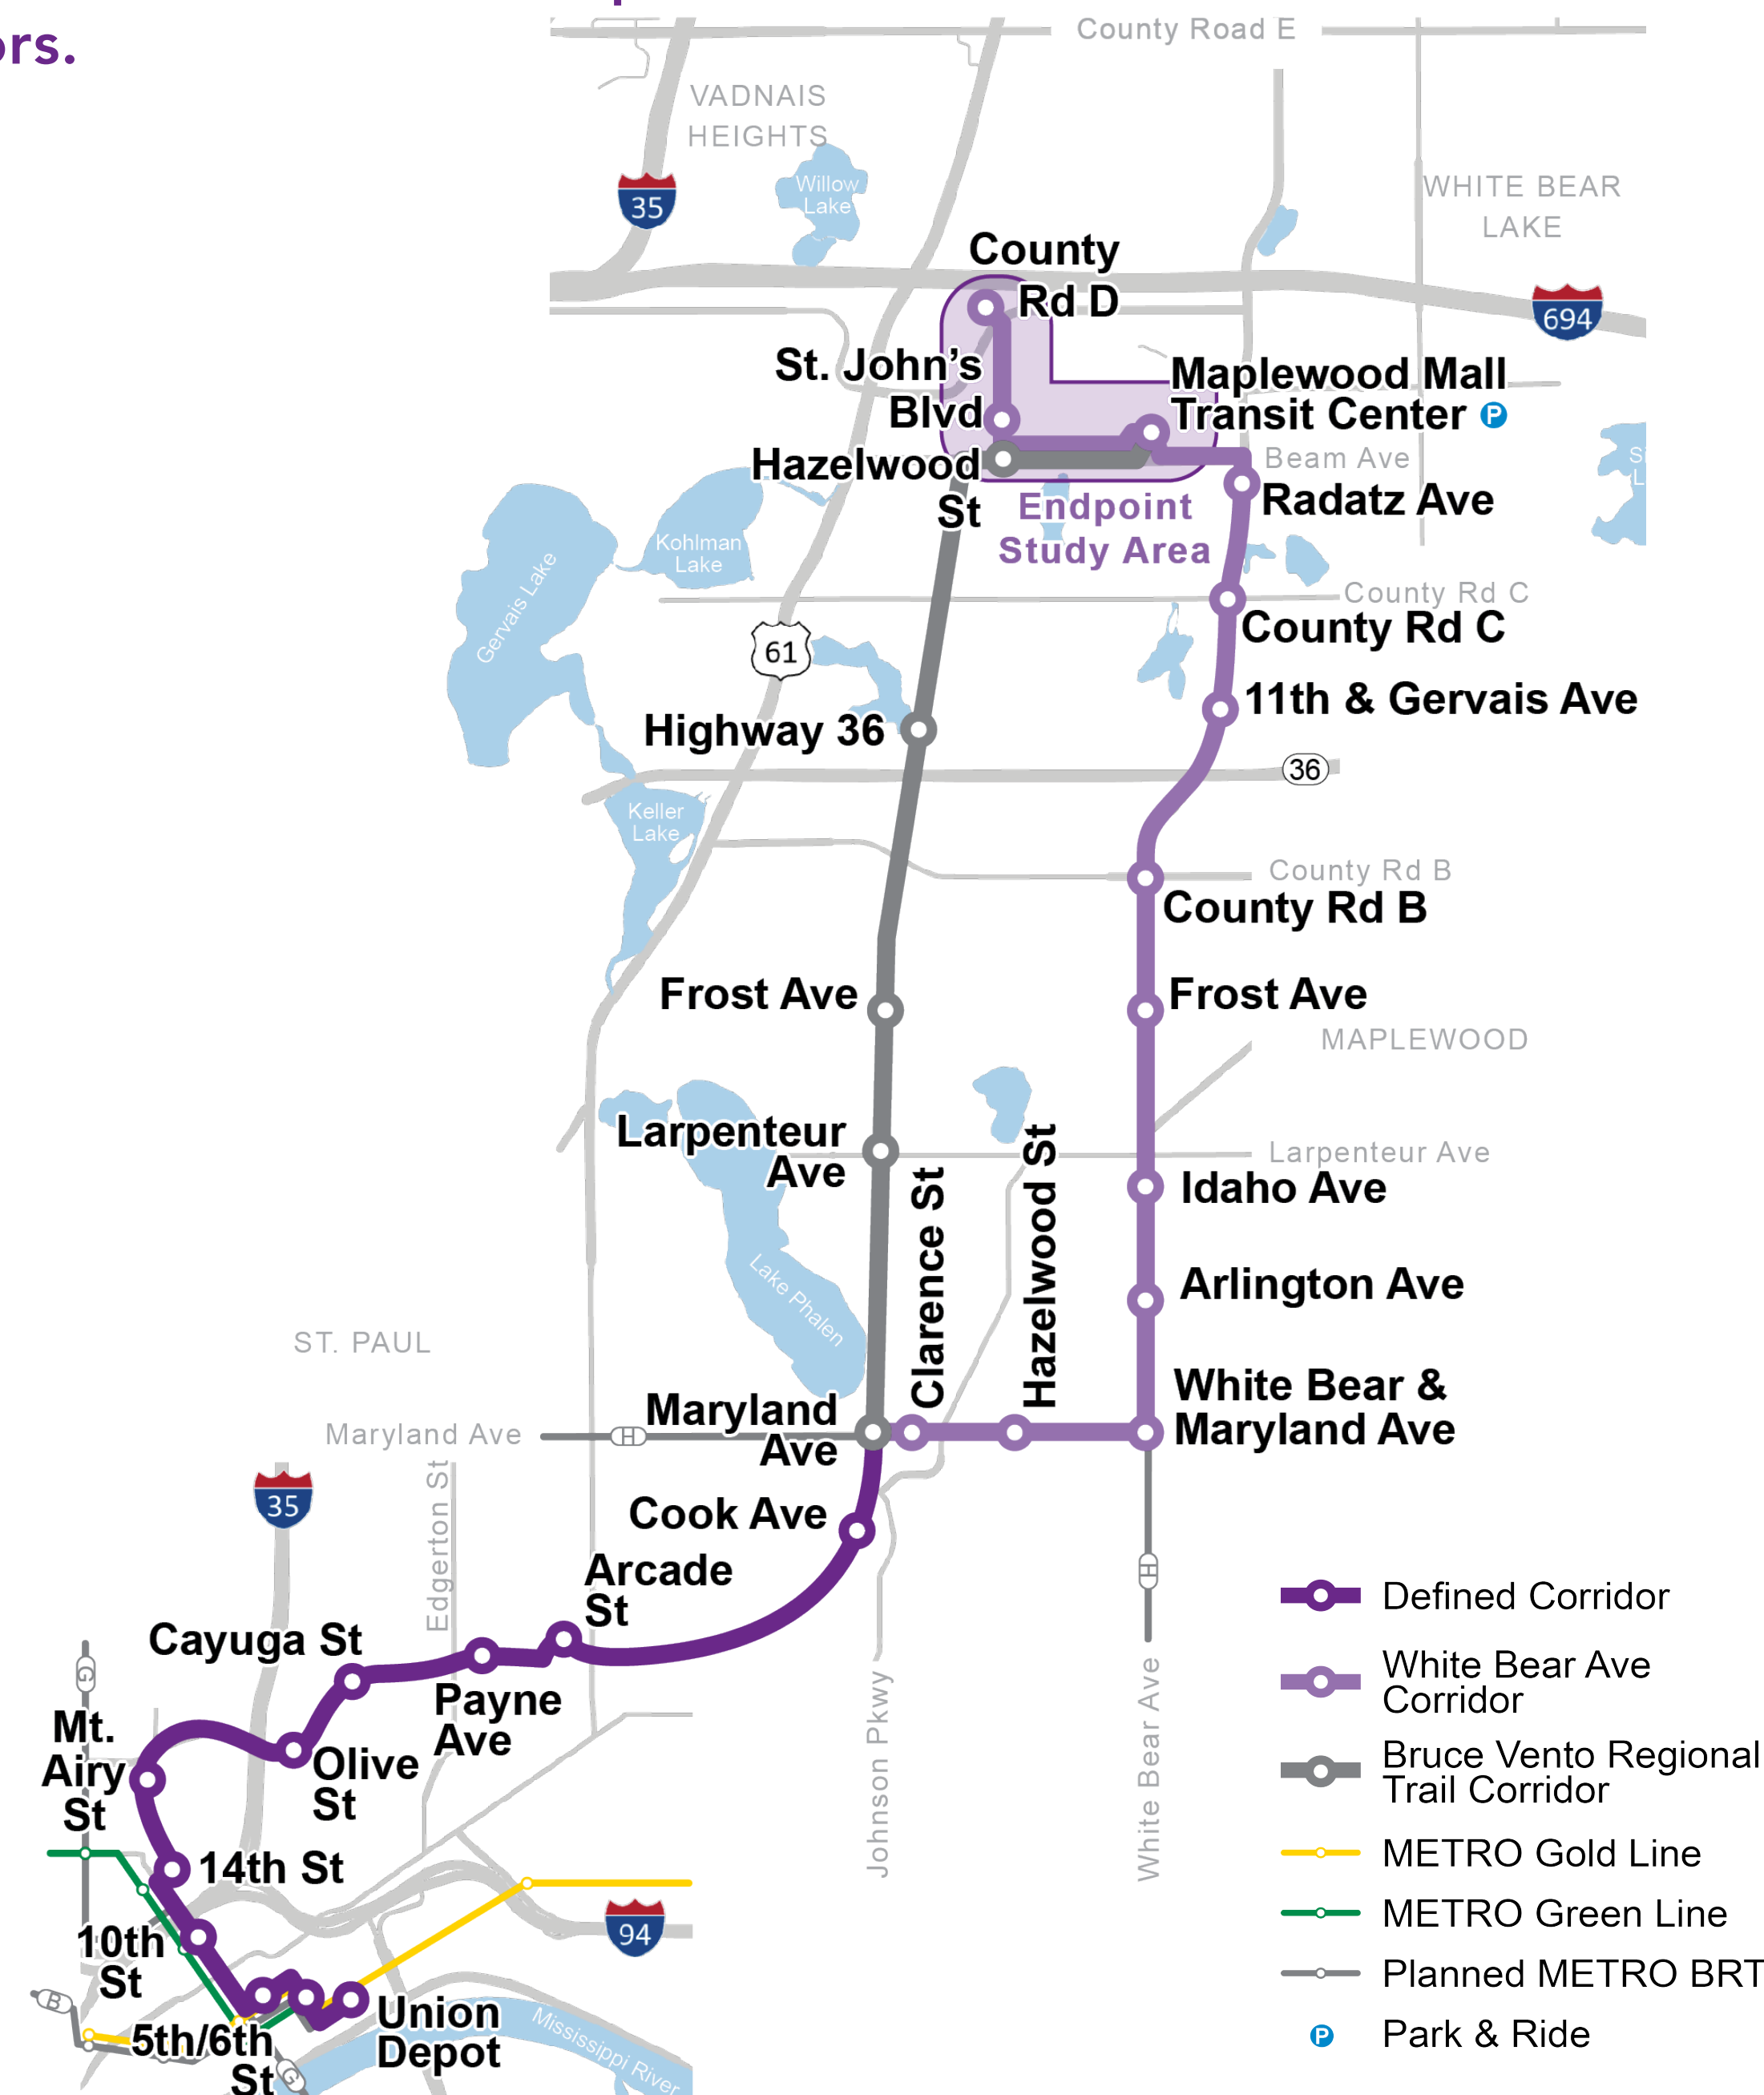 ors.
County Road E
VADNAIS
HEIGHTS
Willow
Lake
35
WHITE BEAR
LAKE
County
Rd D
694
St. John's
Blvd
Maplewood Mall
Transit Center P
Hazelwood
St
Beam Ave
Radatz Ave
Endpoint
Study Area
Kohlman
Lake
Gervais Lake
County Rd C
County Rd C
61
11th & Gervais Ave
Highway 36
36
Keller
Lake
County Rd B
County Rd B
Frost Ave
Frost Ave
MAPLEWOOD
Larpenteur
Ave
Larpenteur Ave
Clarence St
Hazelwood St
Idaho Ave
Lake Phalen
Arlington Ave
ST. PAUL
White Bear &
Maryland Ave
Maryland
Ave
Maryland Ave
H
35
Edgerton St
Cook Ave
Arcade
St
H
Cayuga St
G
Payne
Ave
Mt.
Airy
St
Olive
St
Johnson Pkwy
White Bear Ave
14th St
10th
St
94
B
5th/6th
St
G
Union
Depot
Mississippi River
Defined Corridor
White Bear Ave
Corridor
Bruce Vento Regional
Trail Corridor
METRO Gold Line
METRO Green Line
Planned METRO BRT
P Park & Ride